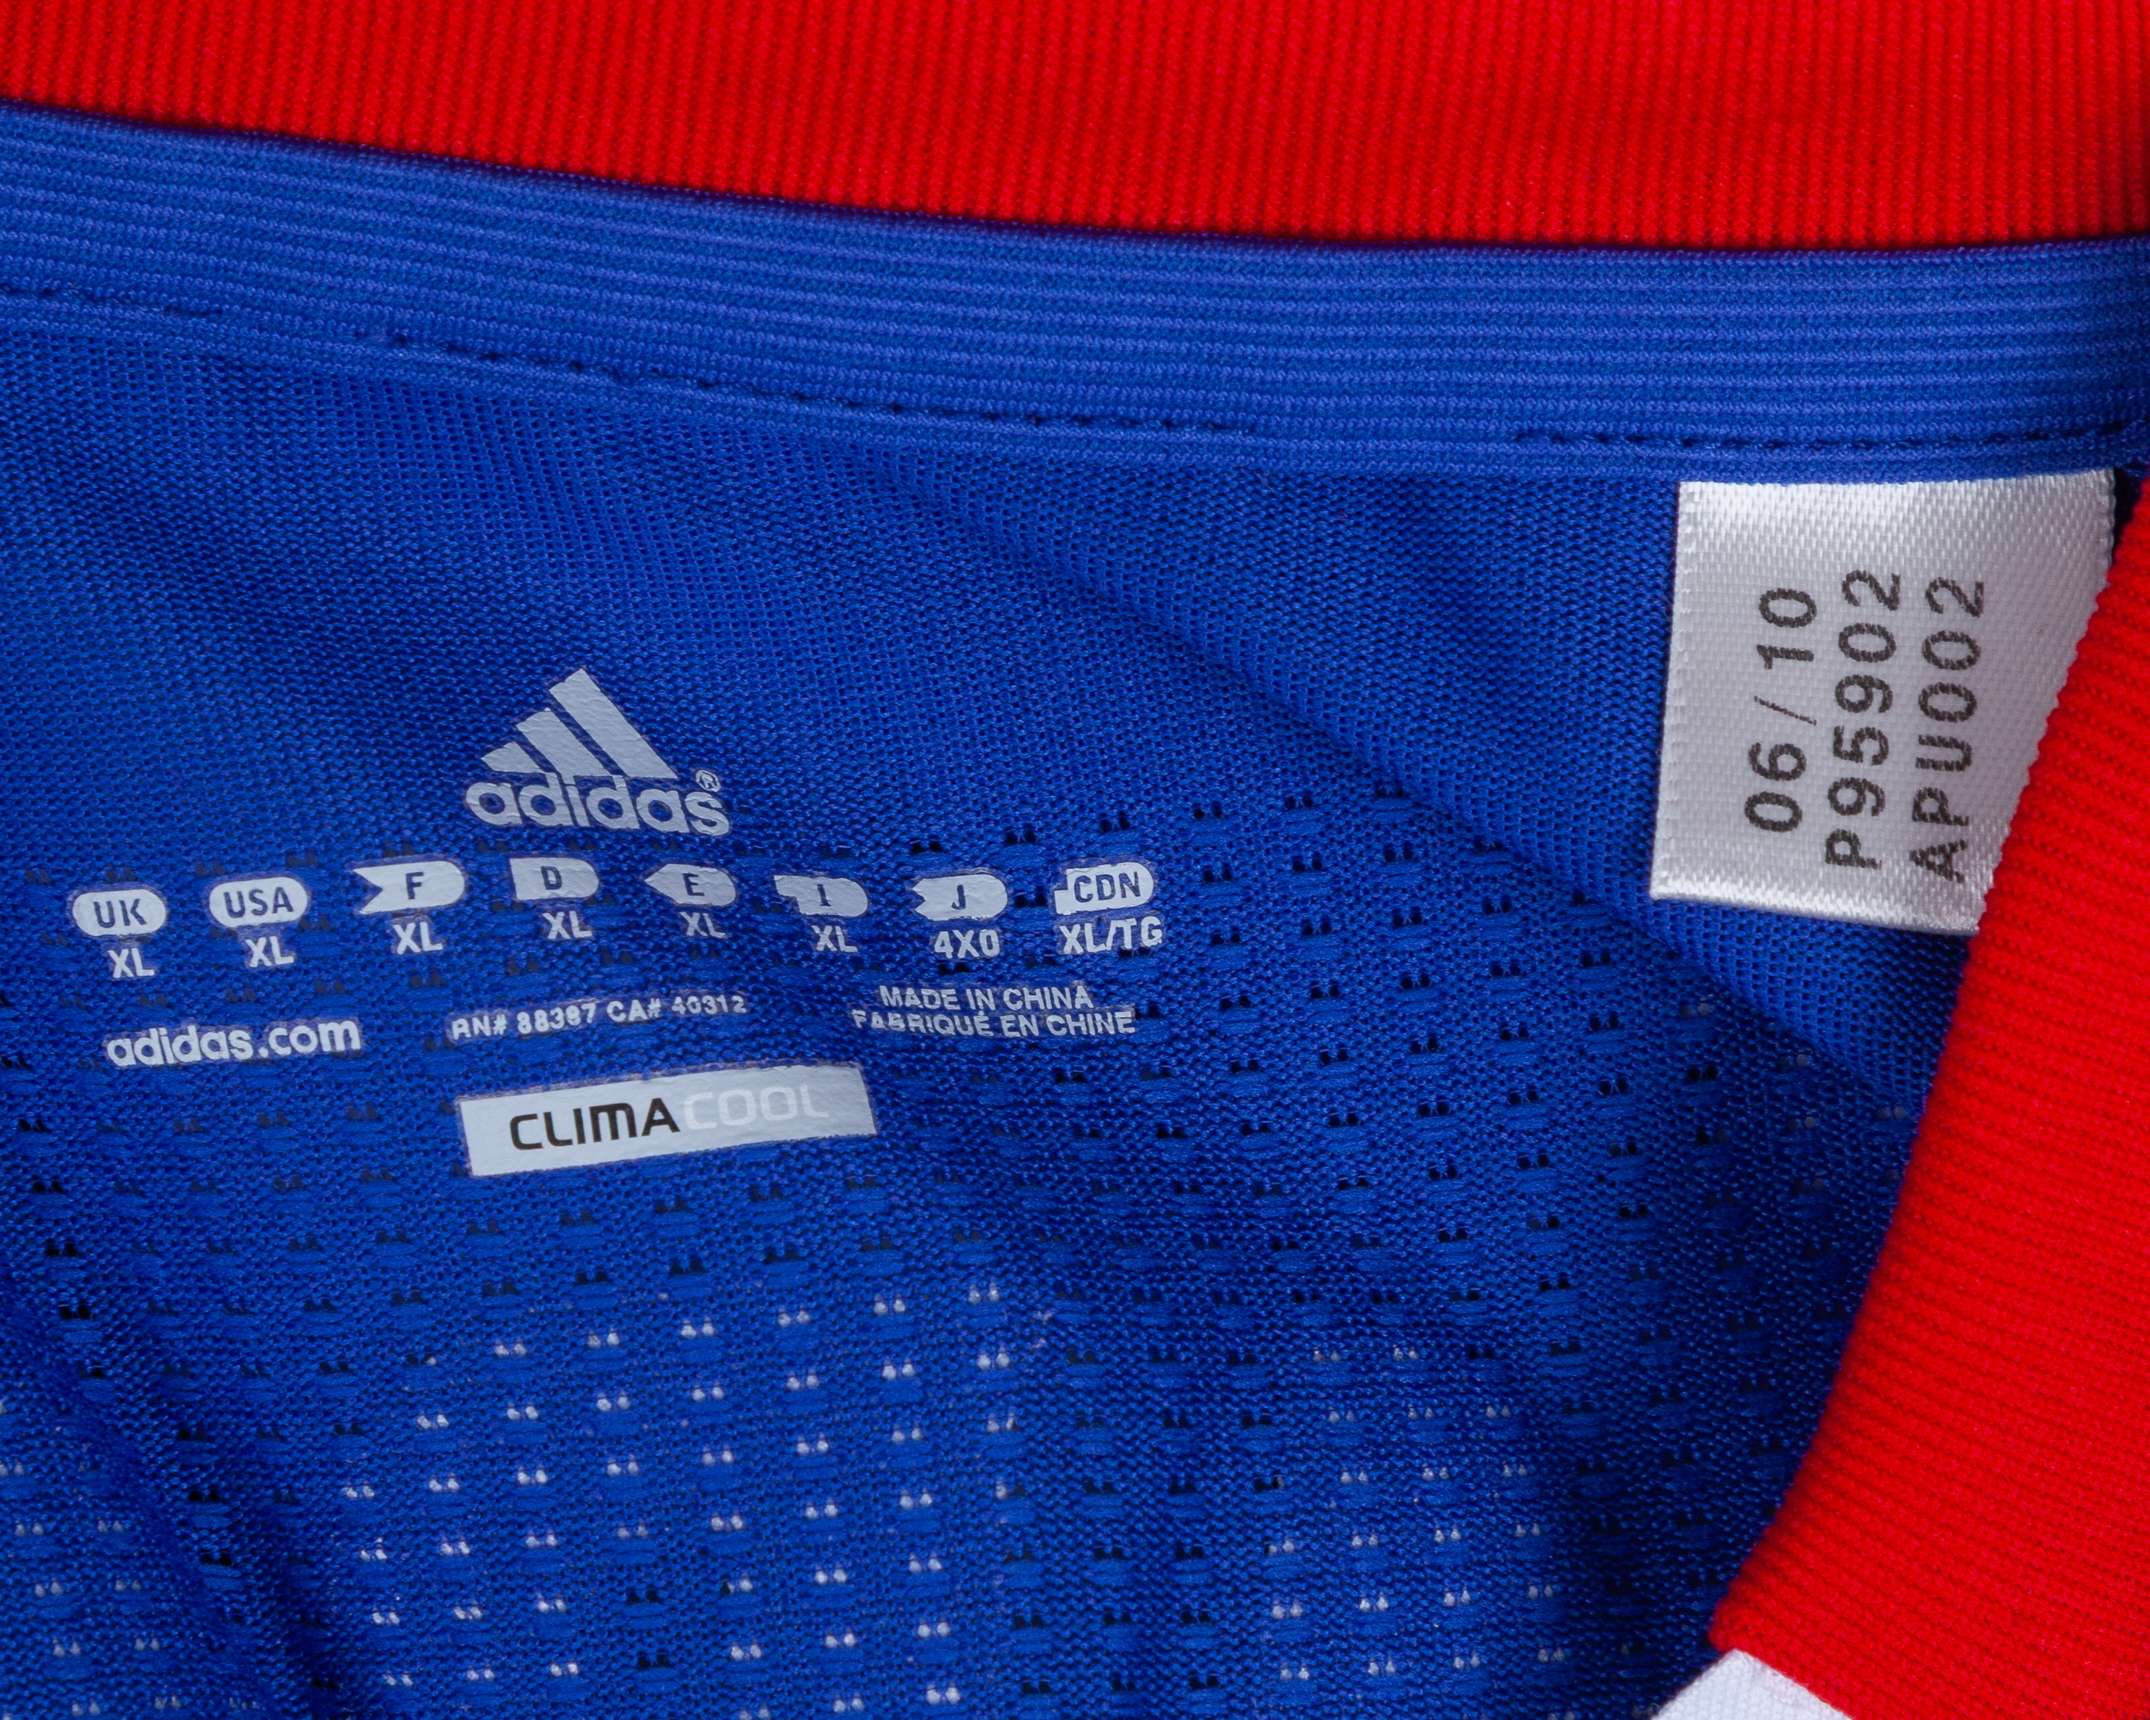 adidas®
UK USA F D E I J CDN
XL XL XL XL XL XL 4X0 XL/TG
adidas.com
RN# 88387 CA# 40312
MADE IN CHINA
FABRIQUÉ EN CHINE
CLIMACOOL
06/10
P95902
APU002